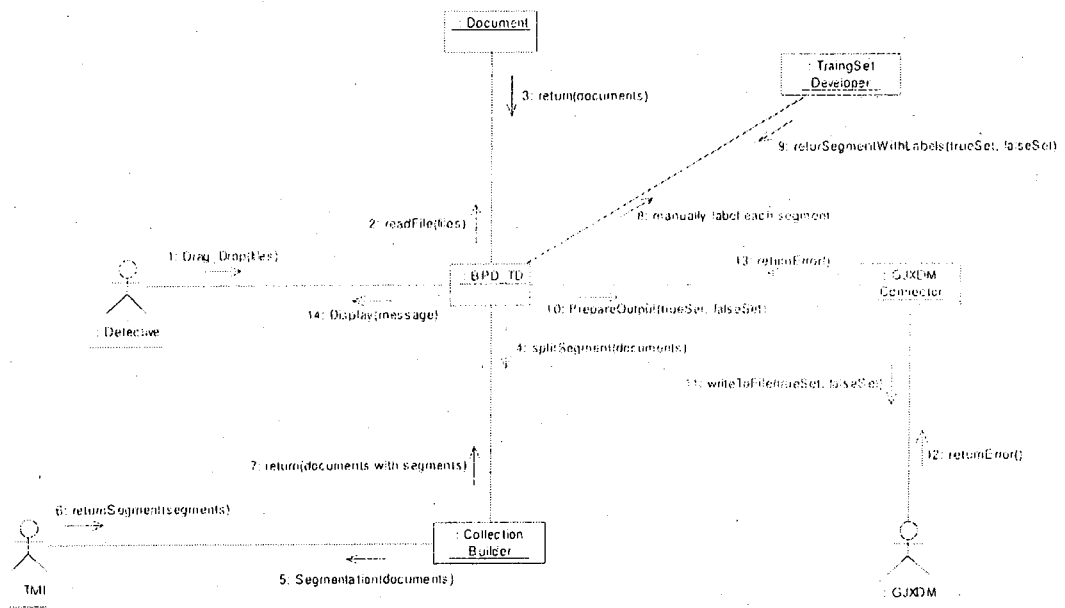 : Document
: TraingSet
Developer
3: return(documents)
9: returSegmentWithLabels(trueSet, falseSet)
8: manually label each segment
2: readFile(files)
1: Drag_Drop(files)
13: returnError()
: BPD_TD
: GJXDM
Connector
14: Display(message)
10: PrepareOutput(trueSet, falseSet)
: Detective
4: splitSegment(documents)
11: writeToFile(trueSet, falseSet)
7: return(documents with segments)
12: returnError()
6: returnSegment(segments)
: Collection
Builder
5: Segmentation(documents)
TMI
: GJXDM